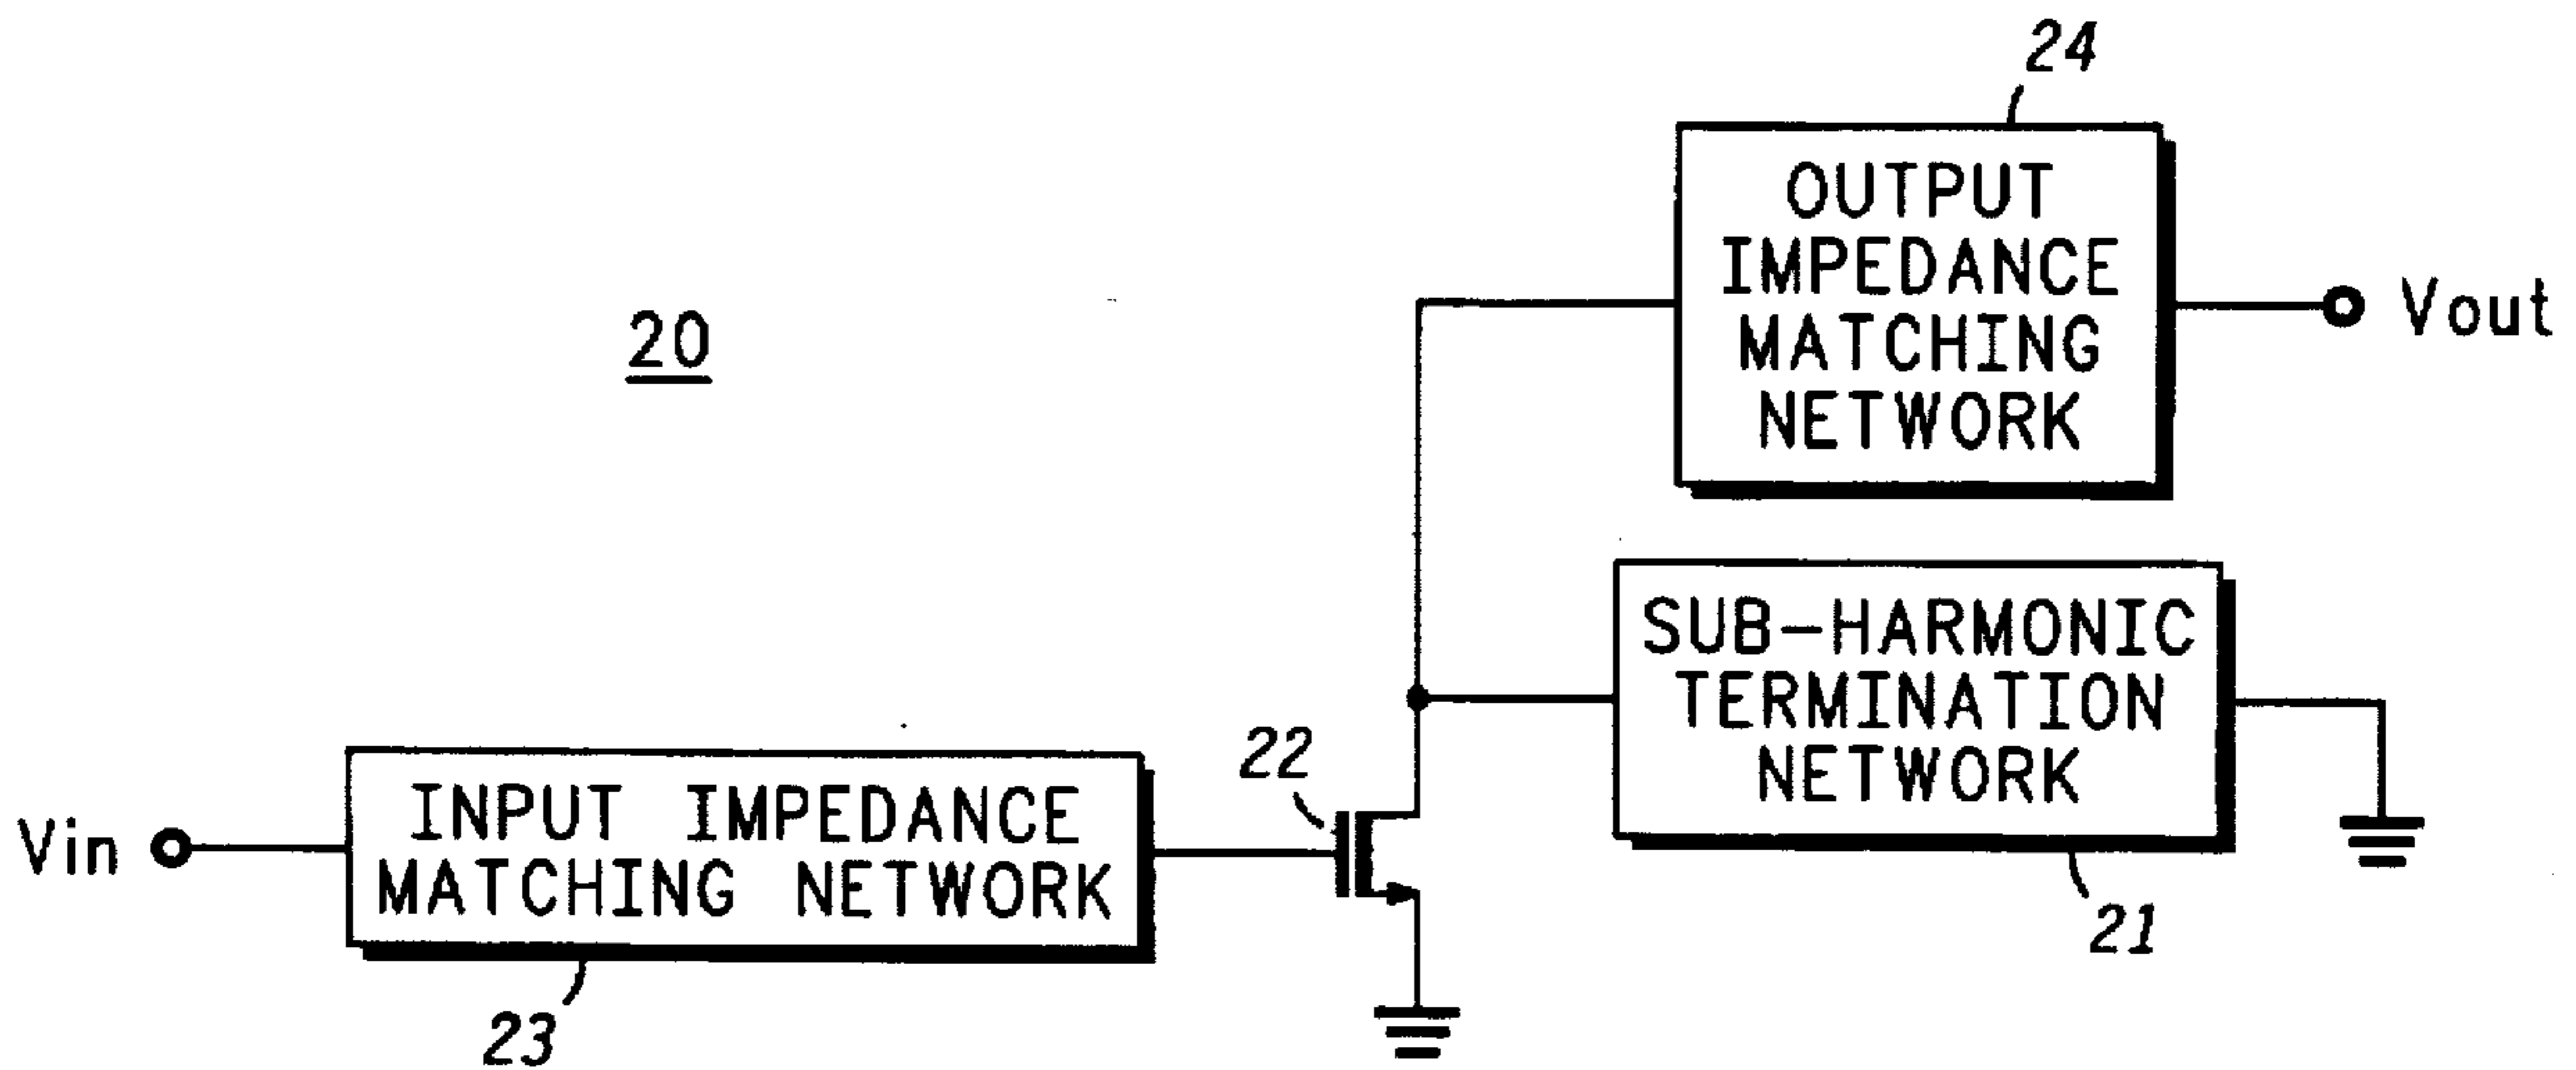 24
OUTPUT
IMPEDANCE
MATCHING
NETWORK
Vout
20
SUB-HARMONIC
TERMINATION
NETWORK
21
22
Vin
INPUT IMPEDANCE
MATCHING NETWORK
23